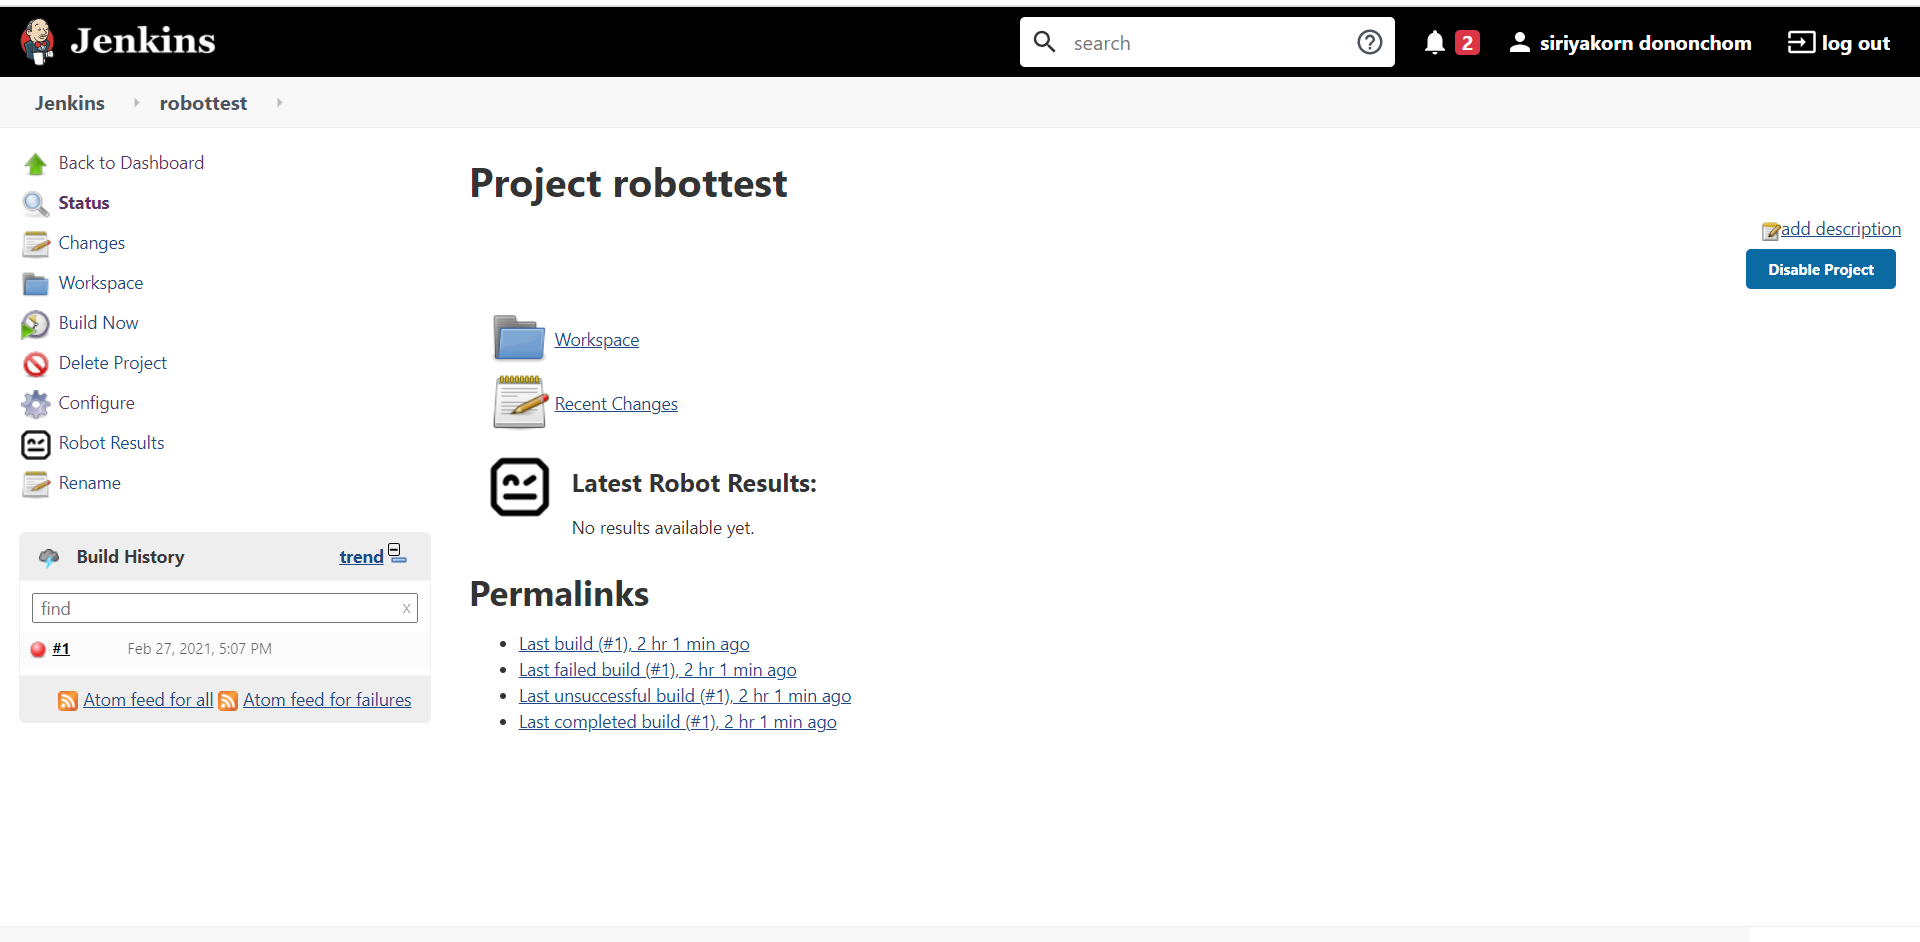 Jenkins
search
2
siriyakorn dononchom
log out
Jenkins
robottest
Back to Dashboard
Status
Changes
Workspace
Build Now
Delete Project
Configure
Robot Results
Rename
Build History
trend
find
x
#1
Feb 27, 2021, 5:07 PM
Atom feed for all
Atom feed for failures
Project robottest
add description
Disable Project
Workspace
Recent Changes
Latest Robot Results:
No results available yet.
Permalinks
Last build (#1), 2 hr 1 min ago
Last failed build (#1), 2 hr 1 min ago
Last unsuccessful build (#1), 2 hr 1 min ago
Last completed build (#1), 2 hr 1 min ago